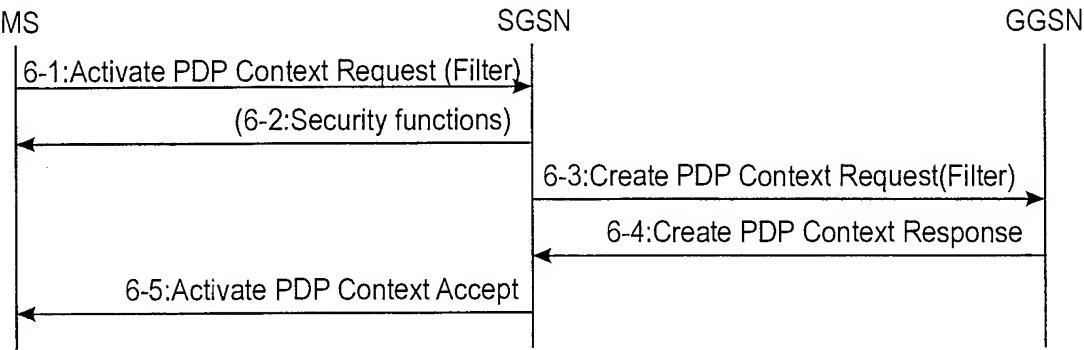 MS SGSN GGSN
6-1:Activate PDP Context Request (Filter)
(6-2:Security functions)
6-3:Create PDP Context Request(Filter)
6-4:Create PDP Context Response
6-5:Activate PDP Context Accept